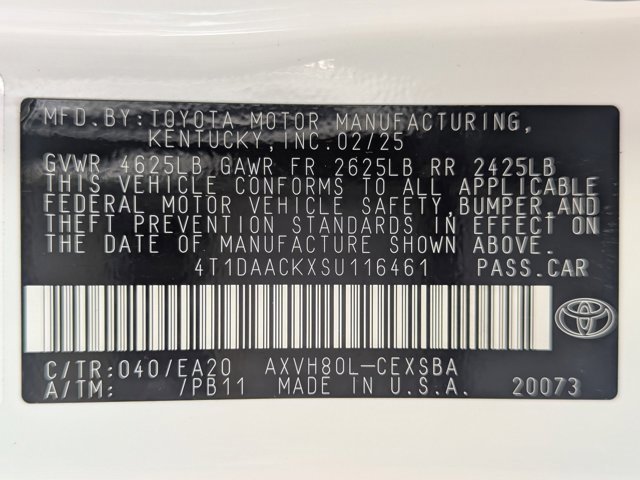 MFD.BY:TOYOTA MOTOR MANUFACTURING,
KENTUCKY,INC.02/25
GVWR 4625LB GAWR FR 2625LB RR 2425LB
THIS VEHICLE CONFORMS TO ALL APPLICABLE
FEDERAL MOTOR VEHICLE SAFETY,BUMPER,AND
THEFT PREVENTION STANDARDS IN EFFECT ON
THE DATE OF MANUFACTURE SHOWN ABOVE.
4T1DAACKXSU116461 PASS.CAR
C/TR:040/EA20 AXVH80L-CEXSBA
A/TM: /PB11 MADE IN U.S.A. 20073